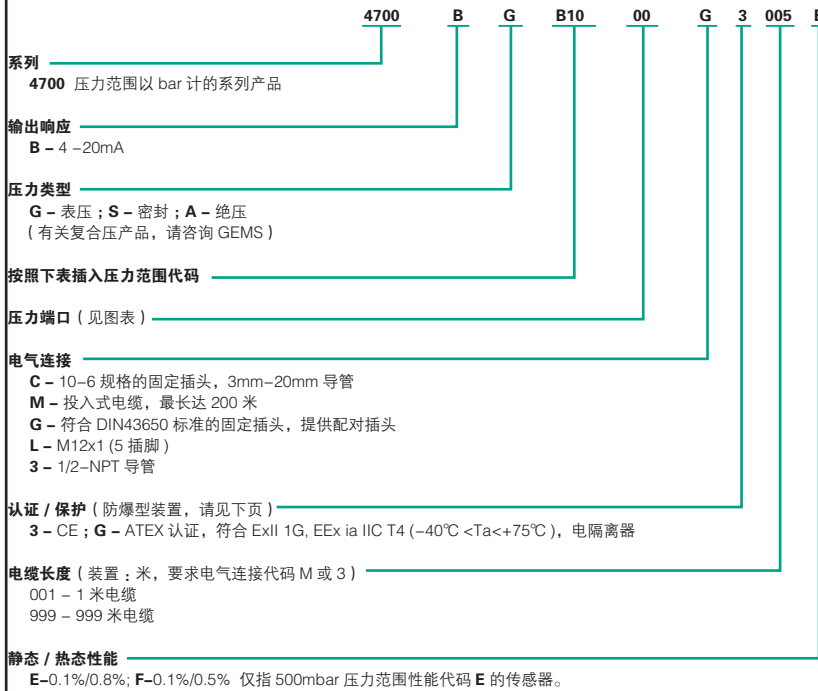 4700 B G B10 00 G 3 005 E
系列
4700 压力范围以 bar 计的系列产品
输出响应
B – 4 –20mA
压力类型
G – 表压 ; S – 密封 ; A – 绝压
( 有关复合压产品，请咨询 GEMS )
按照下表插入压力范围代码
压力端口 ( 见图表 )
电气连接
C – 10–6 规格的固定插头，3mm–20mm 导管
M – 投入式电缆，最长达 200 米
G – 符合 DIN43650 标准的固定插头，提供配对插头
L – M12x1 (5 插脚 )
3 – 1/2–NPT 导管
认证 / 保护 ( 防爆型装置，请见下页 )
3 – CE ; G – ATEX 认证，符合 ExII 1G, EEx ia IIC T4 (–40℃ <Ta<+75℃ )，电隔离器
电缆长度 ( 装置 : 米，要求电气连接代码 M 或 3 )
001 – 1 米电缆
999 – 999 米电缆
静态 / 热态性能
E–0.1%/0.8%; F–0.1%/0.5% 仅指 500mbar 压力范围性能代码 E 的传感器。